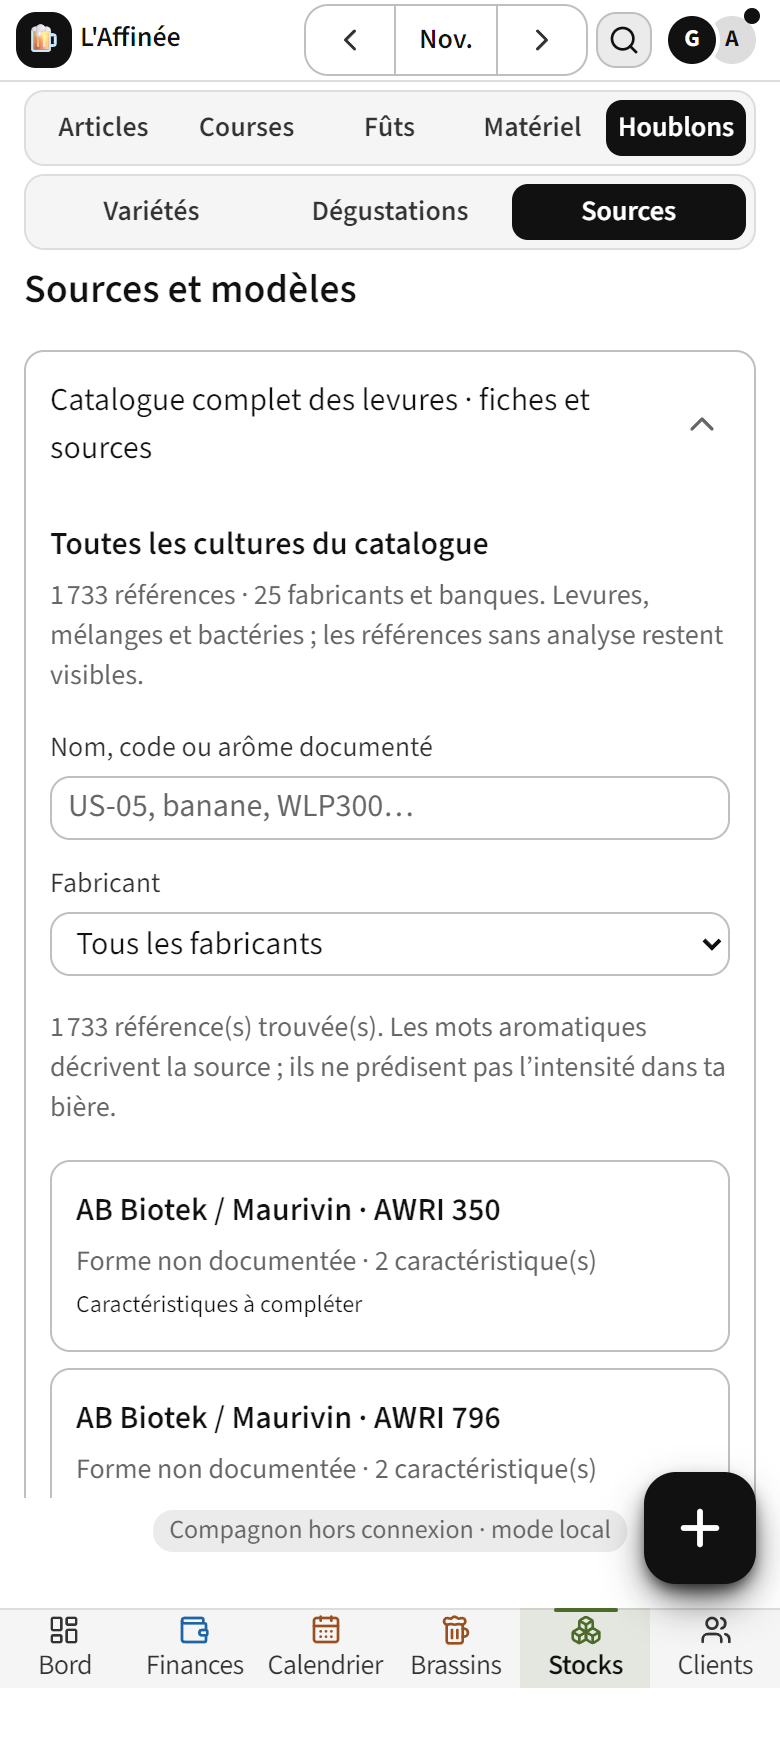 L'Affinée
Nov.
G
A
Articles
Courses
Fûts
Matériel
Houblons
Variétés
Dégustations
Sources
Sources et modèles
Catalogue complet des levures · fiches et
sources
Toutes les cultures du catalogue
1 733 références · 25 fabricants et banques. Levures,
mélanges et bactéries ; les références sans analyse restent
visibles.
Nom, code ou arôme documenté
US-05, banane, WLP300…
Fabricant
Tous les fabricants
1 733 référence(s) trouvée(s). Les mots aromatiques
décrivent la source ; ils ne prédisent pas l’intensité dans ta
bière.
AB Biotek / Maurivin · AWRI 350
Forme non documentée · 2 caractéristique(s)
Caractéristiques à compléter
AB Biotek / Maurivin · AWRI 796
Forme non documentée · 2 caractéristique(s)
Compagnon hors connexion · mode local
Bord
Finances
Calendrier
Brassins
Stocks
Clients